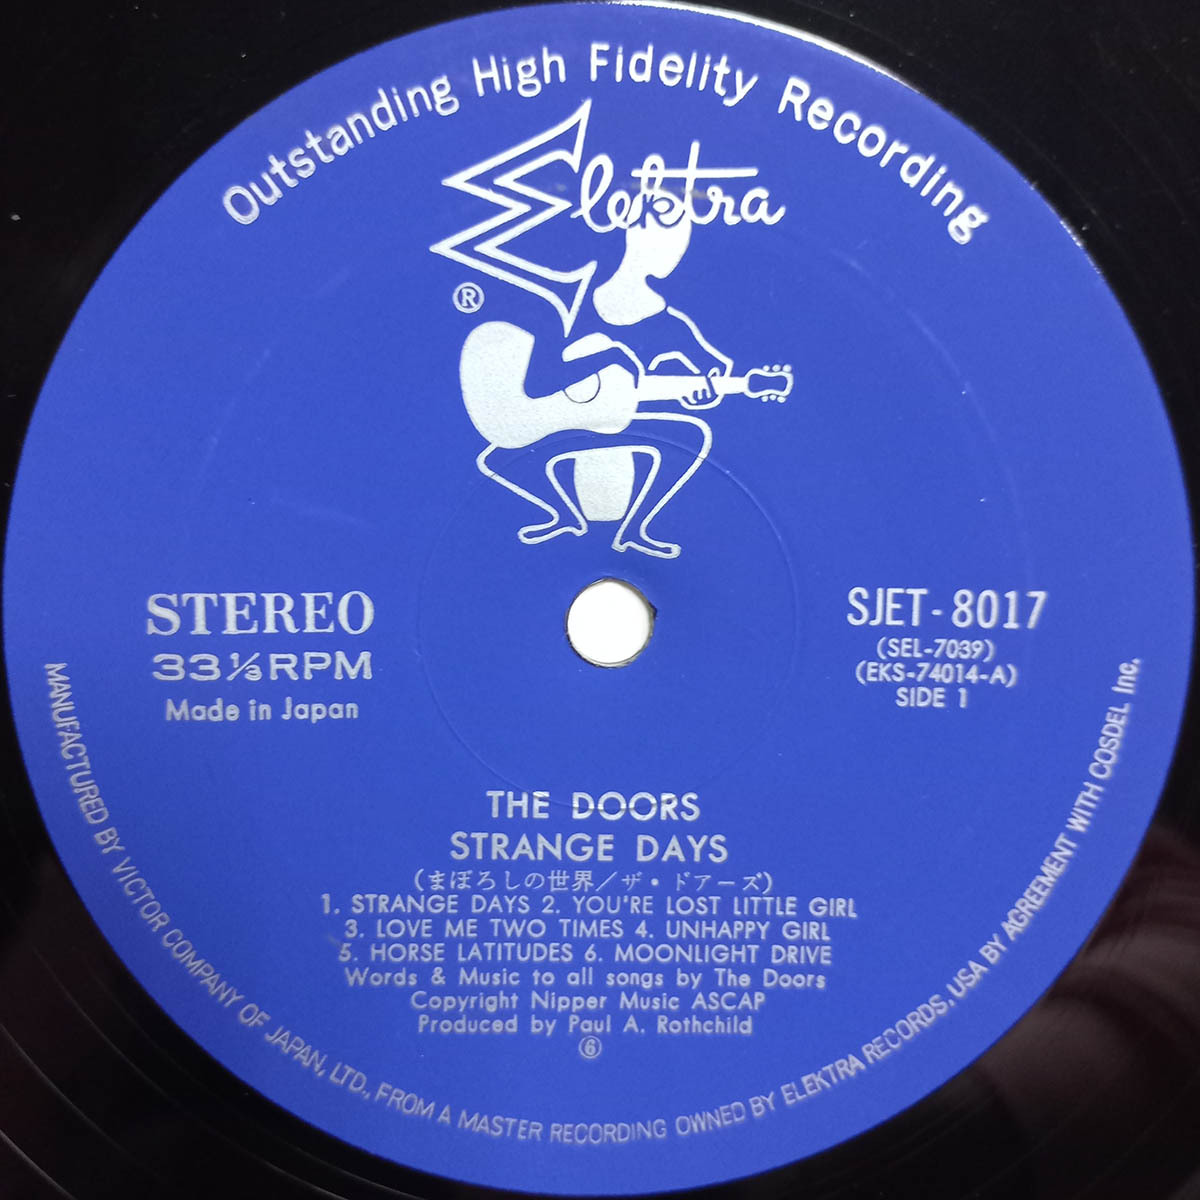 Outstanding High Fidelity Recording
Elektra
®
STEREO
33⅓RPM
Made in Japan
SJET-8017
(SEL-7039)
(EKS-74014-A)
SIDE 1
THE DOORS
STRANGE DAYS
(まぼろしの世界/ザ・ドアーズ)
1. STRANGE DAYS 2. YOU'RE LOST LITTLE GIRL
3. LOVE ME TWO TIMES 4. UNHAPPY GIRL
5. HORSE LATITUDES 6. MOONLIGHT DRIVE
Words & Music to all songs by The Doors
Copyright Nipper Music ASCAP
Produced by Paul A. Rothchild
⑥
MANUFACTURED BY VICTOR COMPANY OF JAPAN, LTD., FROM A MASTER RECORDING OWNED BY ELEKTRA RECORDS, USA BY AGREEMENT WITH COSDEL Inc.